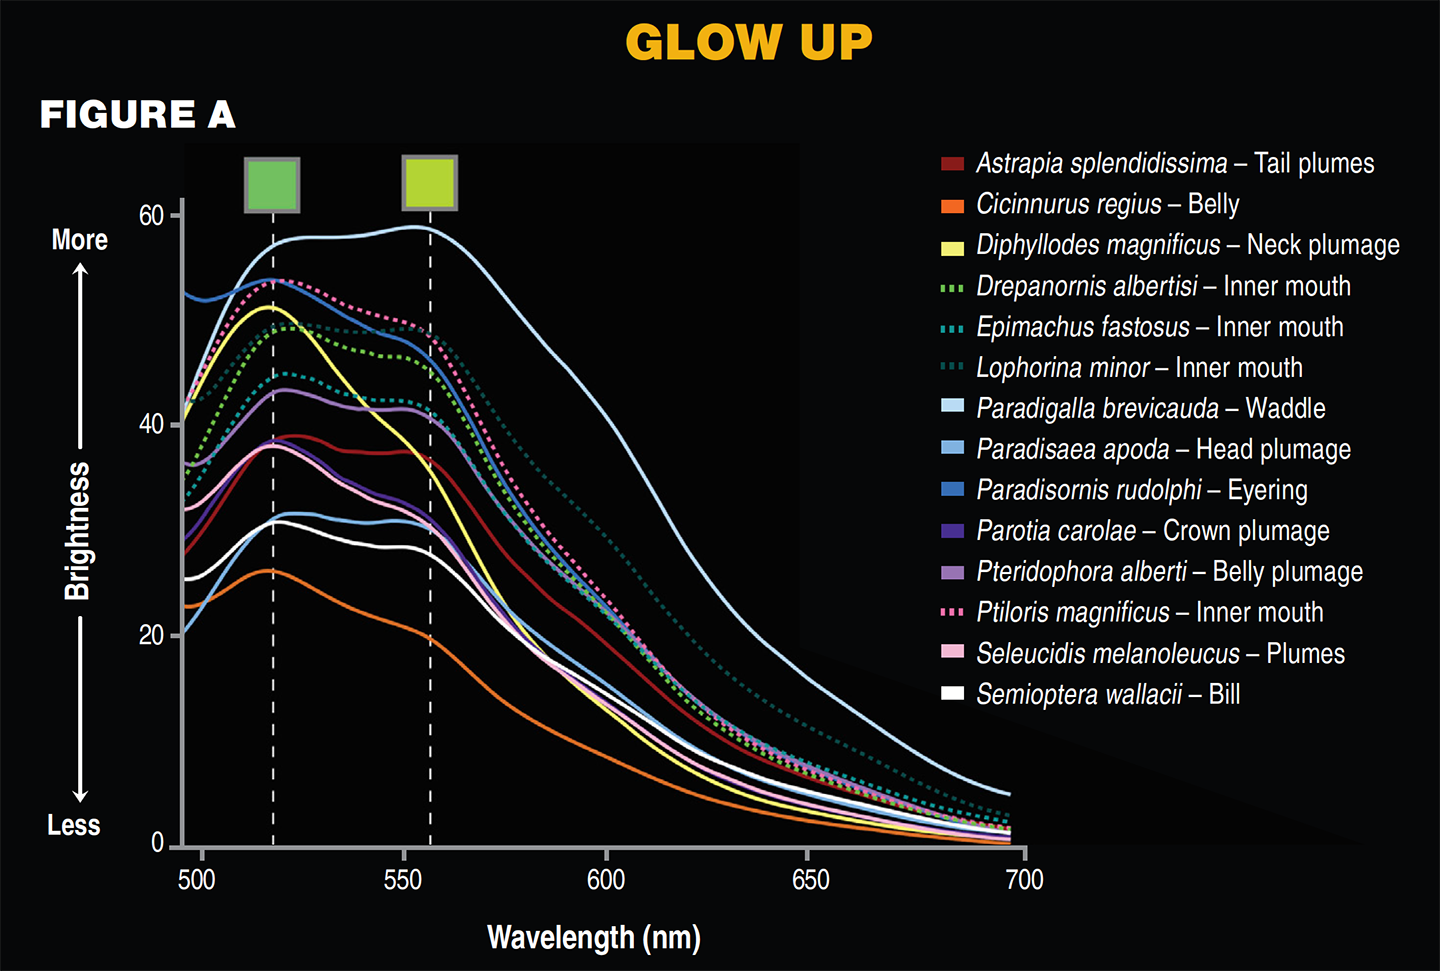 GLOW UP
FIGURE A
60
More
40
Brightness
20
Less
0
500
550
600
650
700
Wavelength (nm)
Astrapia splendidissima – Tail plumes
Cicinnurus regius – Belly
Diphyllodes magnificus – Neck plumage
Drepanornis albertisi – Inner mouth
Epimachus fastosus – Inner mouth
Lophorina minor – Inner mouth
Paradigalla brevicauda – Waddle
Paradisaea apoda – Head plumage
Paradisornis rudolphi – Eyering
Parotia carolae – Crown plumage
Pteridophora alberti – Belly plumage
Ptiloris magnificus – Inner mouth
Seleucidis melanoleucus – Plumes
Semioptera wallacii – Bill